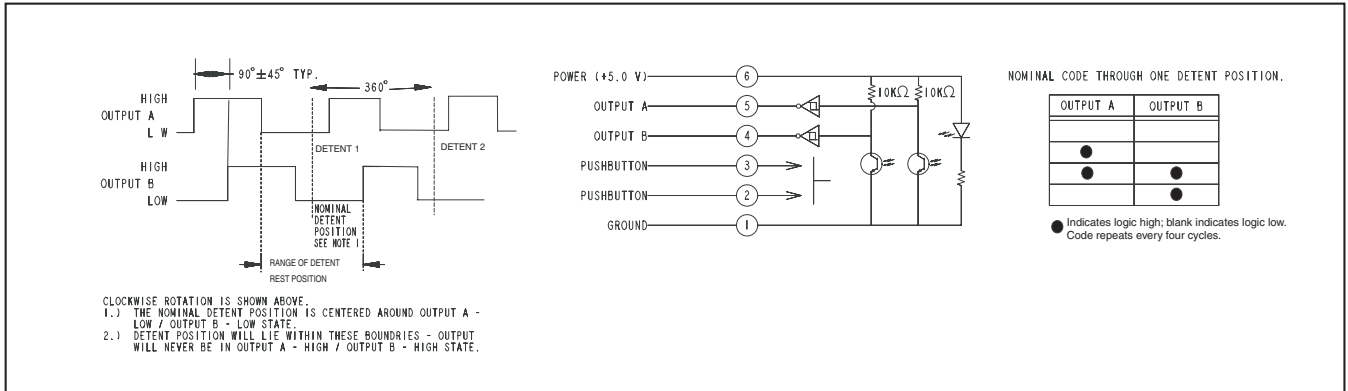 90°±45° TYP.
360°
HIGH
OUTPUT A
L W
DETENT 1
DETENT 2
HIGH
OUTPUT B
LOW
NOMINAL
DETENT
POSITION
SEE NOTE 1
RANGE OF DETENT
REST POSITION
CLOCKWISE ROTATION IS SHOWN ABOVE.
1.) THE NOMINAL DETENT POSITION IS CENTERED AROUND OUTPUT A -
LOW / OUTPUT B - LOW STATE.
2.) DETENT POSITION WILL LIE WITHIN THESE BOUNDRIES - OUTPUT
WILL NEVER BE IN OUTPUT A - HIGH / OUTPUT B - HIGH STATE.
POWER (+5.0 V) 6
10KΩ 10KΩ
OUTPUT A 5
OUTPUT B 4
PUSHBUTTON 3
PUSHBUTTON 2
GROUND 1
NOMINAL CODE THROUGH ONE DETENT POSITION.
OUTPUT A OUTPUT B
Indicates logic high; blank indicates logic low.
Code repeats every four cycles.